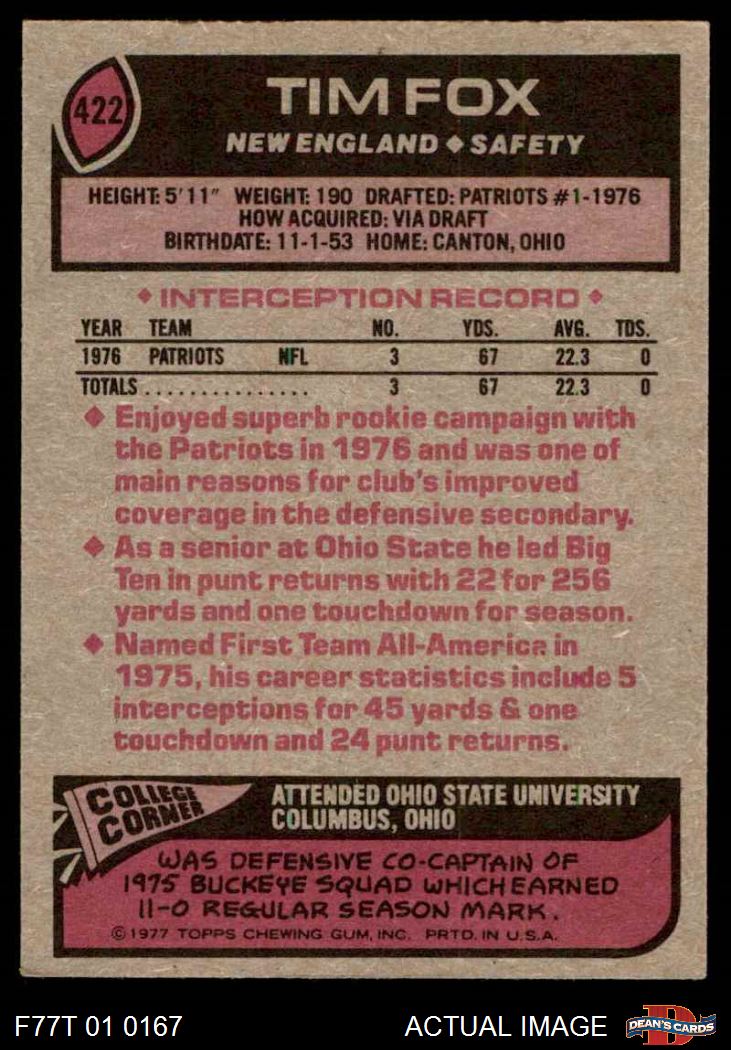 422
TIM FOX
NEW ENGLAND ◆ SAFETY
HEIGHT: 5'11" WEIGHT: 190 DRAFTED: PATRIOTS #1-1976
HOW ACQUIRED: VIA DRAFT
BIRTHDATE: 11-1-53 HOME: CANTON, OHIO
◆ INTERCEPTION RECORD ◆
YEAR TEAM NO. YDS. AVG. TDS.
1976 PATRIOTS NFL 3 67 22.3 0
TOTALS . . . . . . . . . . . . . . . 3 67 22.3 0
◆ Enjoyed superb rookie campaign with
the Patriots in 1976 and was one of
main reasons for club's improved
coverage in the defensive secondary.
◆ As a senior at Ohio State he led Big
Ten in punt returns with 22 for 256
yards and one touchdown for season.
◆ Named First Team All-America in
1975, his career statistics include 5
interceptions for 45 yards & one
touchdown and 24 punt returns.
COLLEGE
CORNER
ATTENDED OHIO STATE UNIVERSITY
COLUMBUS, OHIO
WAS DEFENSIVE CO-CAPTAIN OF
1975 BUCKEYE SQUAD WHICH EARNED
11-0 REGULAR SEASON MARK.
© 1977 TOPPS CHEWING GUM, INC. PRTD. IN U.S.A.
F77T 01 0167
ACTUAL IMAGE
D
DEAN'S CARDS